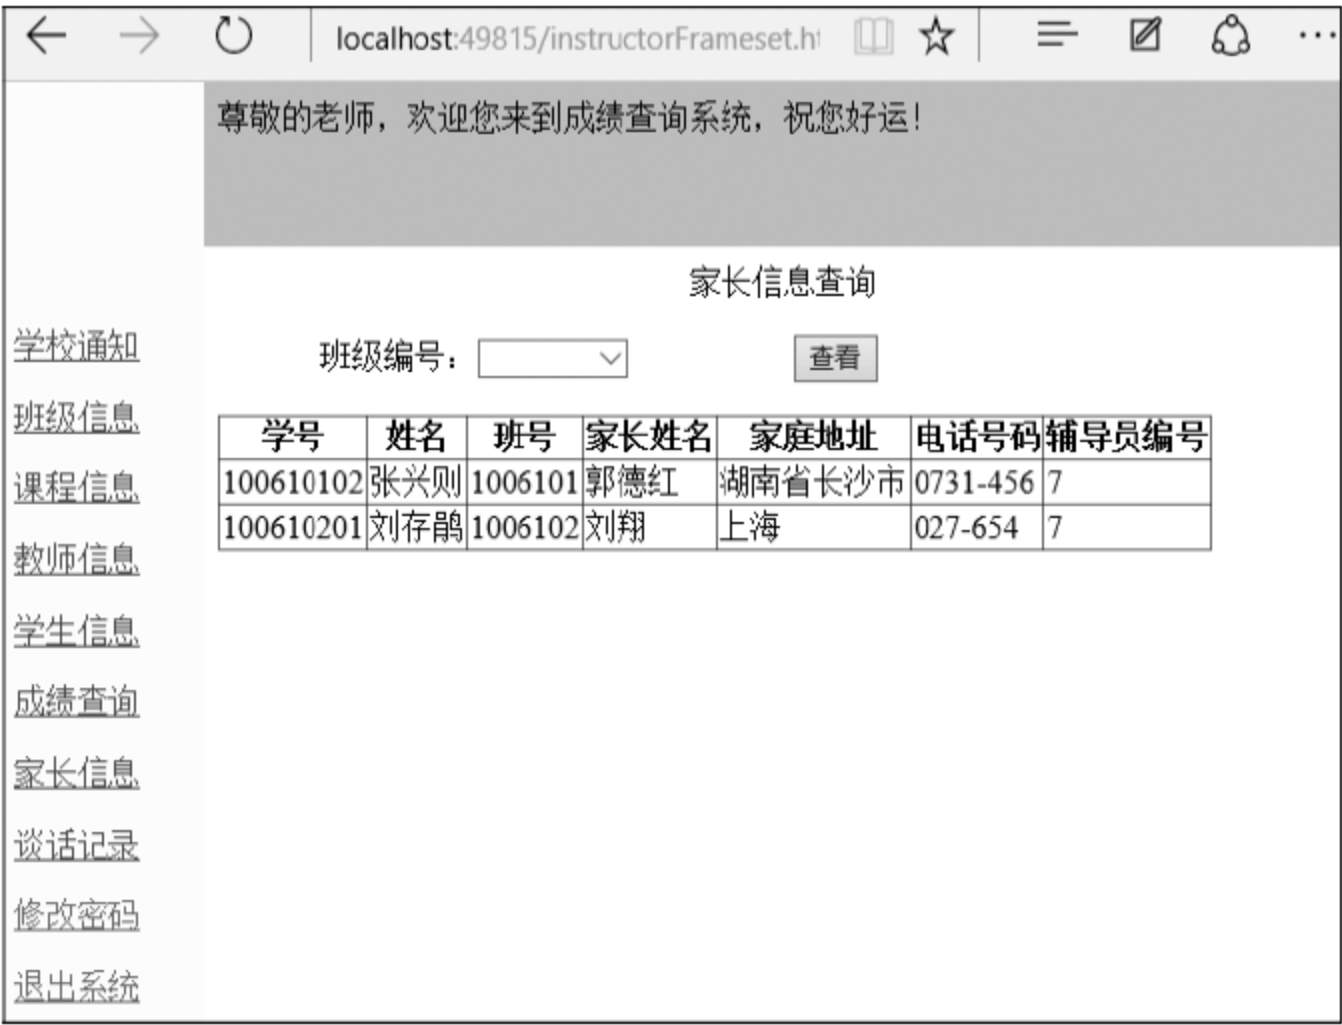 localhost:49815/instructorFrameset.ht
尊敬的老师，欢迎您来到成绩查询系统，祝您好运！
家长信息查询
班级编号： 查看
学号 姓名 班号 家长姓名 家庭地址 电话号码 辅导员编号
100610102 张兴则 1006101 郭德红 湖南省长沙市 0731-456 7
100610201 刘存鹃 1006102 刘翔 上海 027-654 7
学校通知
班级信息
课程信息
教师信息
学生信息
成绩查询
家长信息
谈话记录
修改密码
退出系统